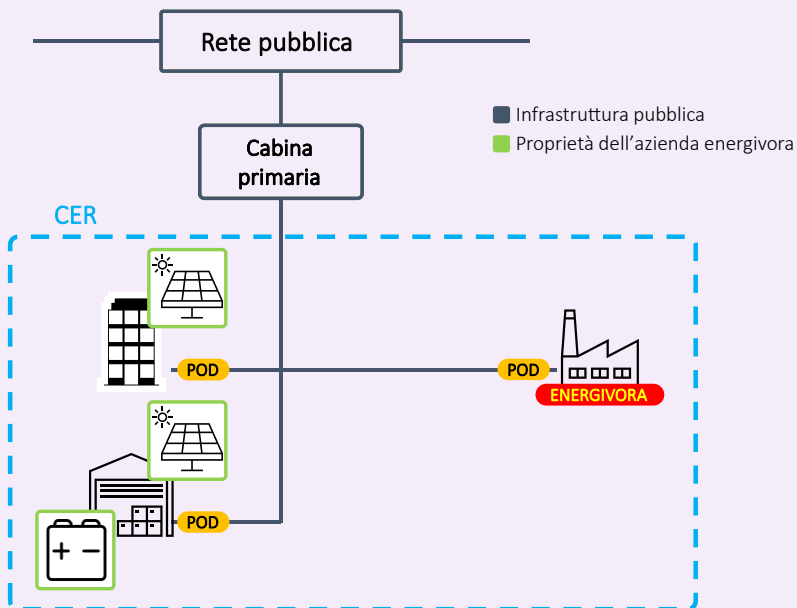 Rete pubblica
Infrastruttura pubblica
Proprietà dell'azienda energivora
Cabina
primaria
CER
POD
POD
ENERGIVORA
POD